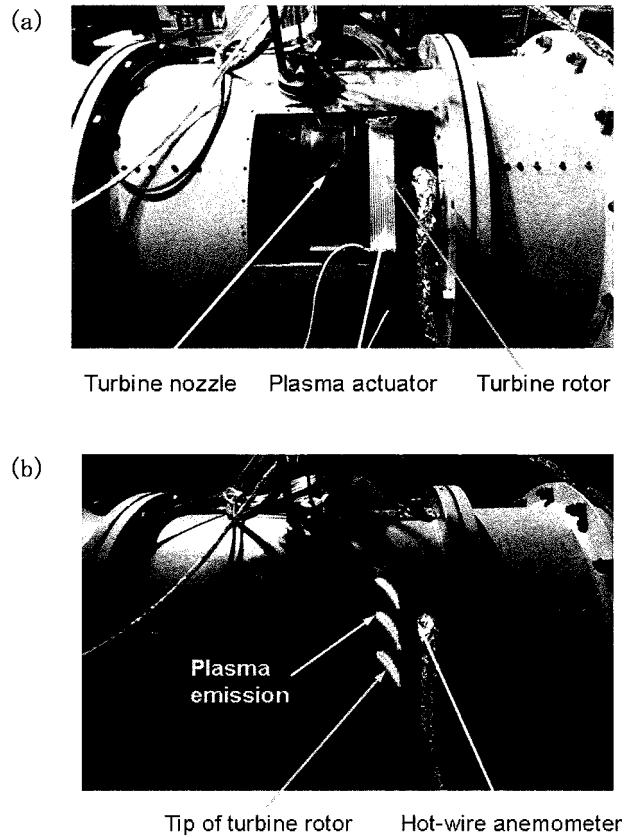 (a)
Turbine nozzle Plasma actuator Turbine rotor
(b)
Plasma
emission
Tip of turbine rotor Hot-wire anemometer